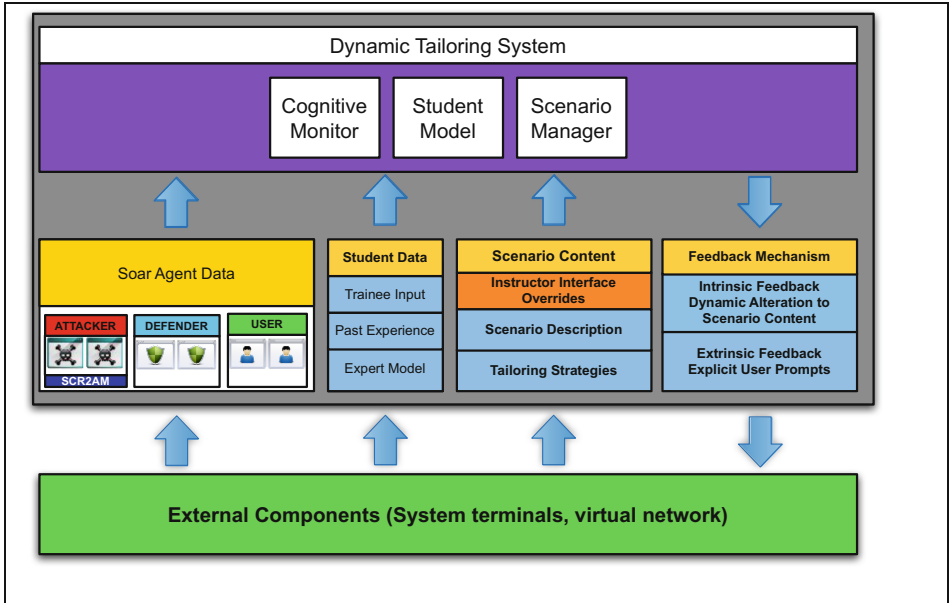 Dynamic Tailoring System
Cognitive
Monitor
Student
Model
Scenario
Manager
Soar Agent Data
ATTACKER
SCR2AM
DEFENDER
USER
Student Data
Trainee Input
Past Experience
Expert Model
Scenario Content
Instructor Interface
Overrides
Scenario Description
Tailoring Strategies
Feedback Mechanism
Intrinsic Feedback
Dynamic Alteration to
Scenario Content
Extrinsic Feedback
Explicit User Prompts
External Components (System terminals, virtual network)